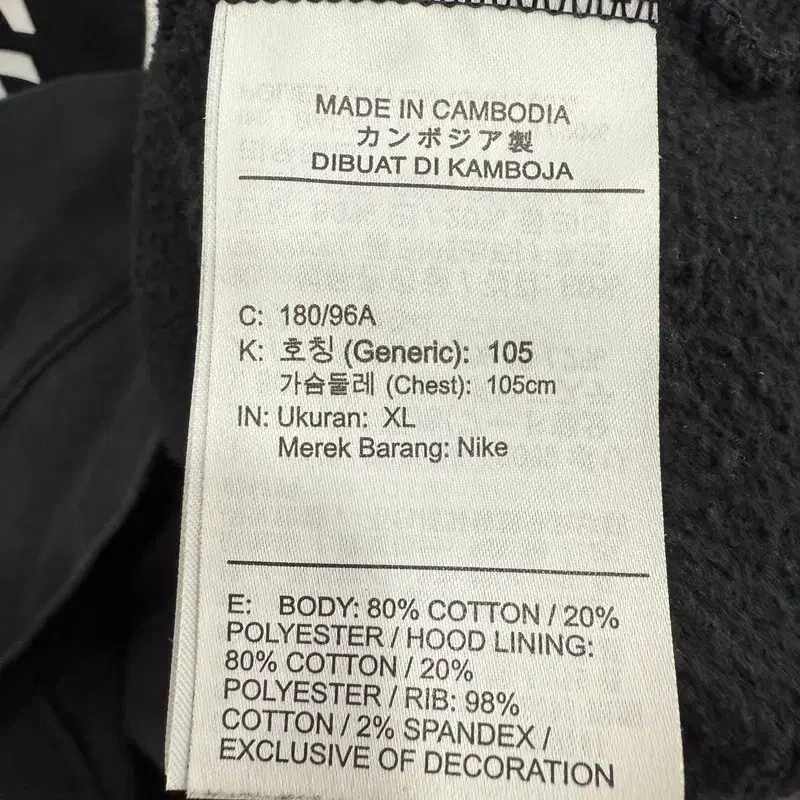 MADE IN CAMBODIA
カンボジア製
DIBUAT DI KAMBOJA
C: 180/96A
K: 호칭 (Generic): 105
가슴둘레 (Chest): 105cm
IN: Ukuran: XL
Merek Barang: Nike
E: BODY: 80% COTTON / 20%
POLYESTER / HOOD LINING:
80% COTTON / 20%
POLYESTER / RIB: 98%
COTTON / 2% SPANDEX /
EXCLUSIVE OF DECORATION